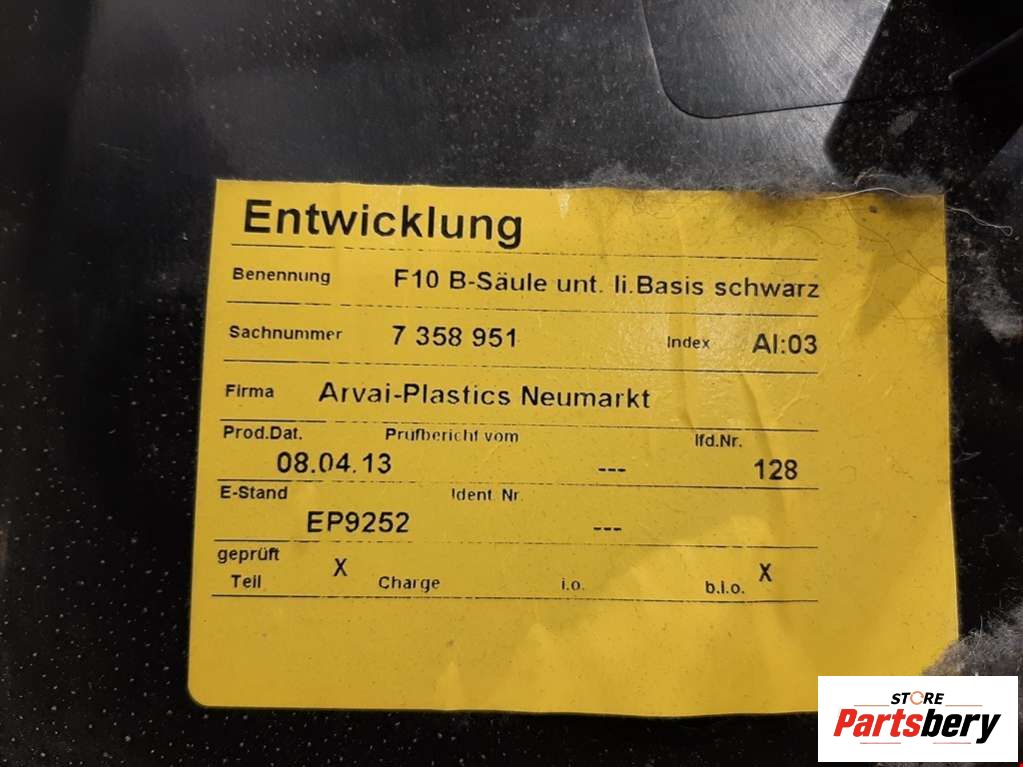 Entwicklung
Benennung F10 B-Säule unt. li.Basis schwarz
Sachnummer 7 358 951 Index AI:03
Firma Arvai-Plastics Neumarkt
Prod.Dat. Prüfbericht vom lfd.Nr.
08.04.13 --- 128
E-Stand Ident. Nr.
EP9252 ---
geprüft X X
Teil Charge i.o. b.i.o.
STORE
Partsbery